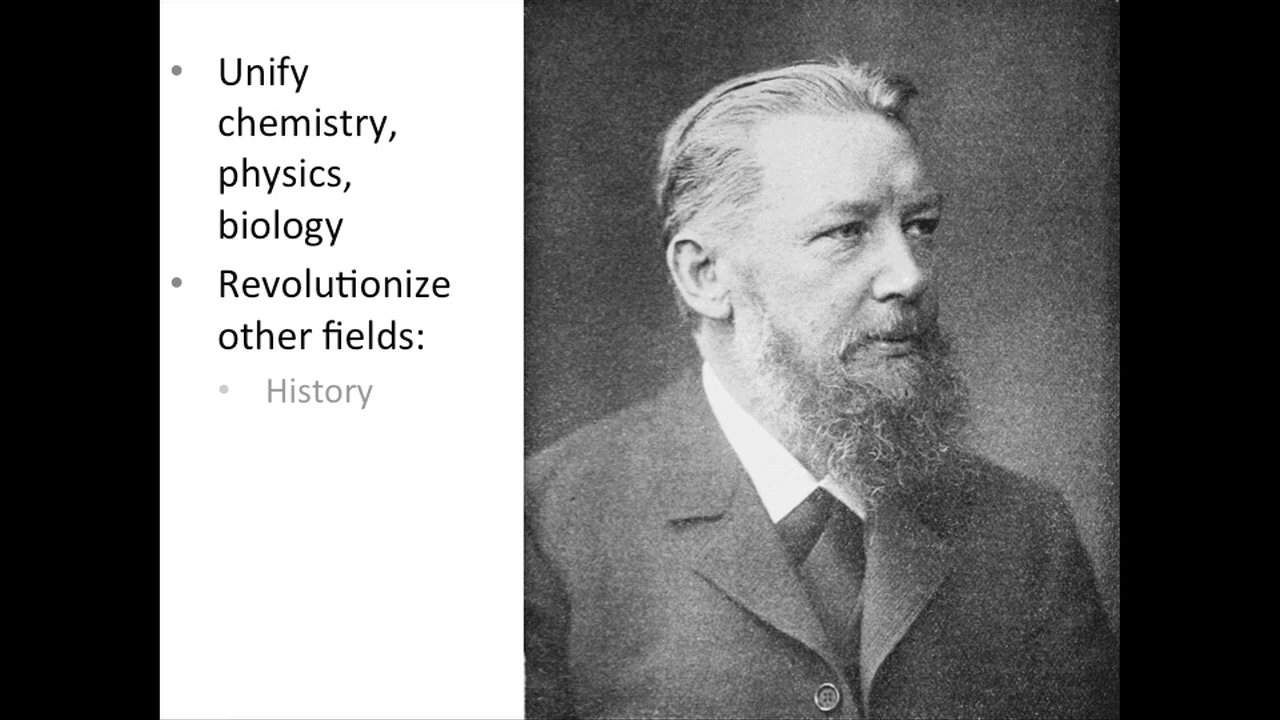 • Unify
chemistry,
physics,
biology
• Revolutionize
other fields:
• History